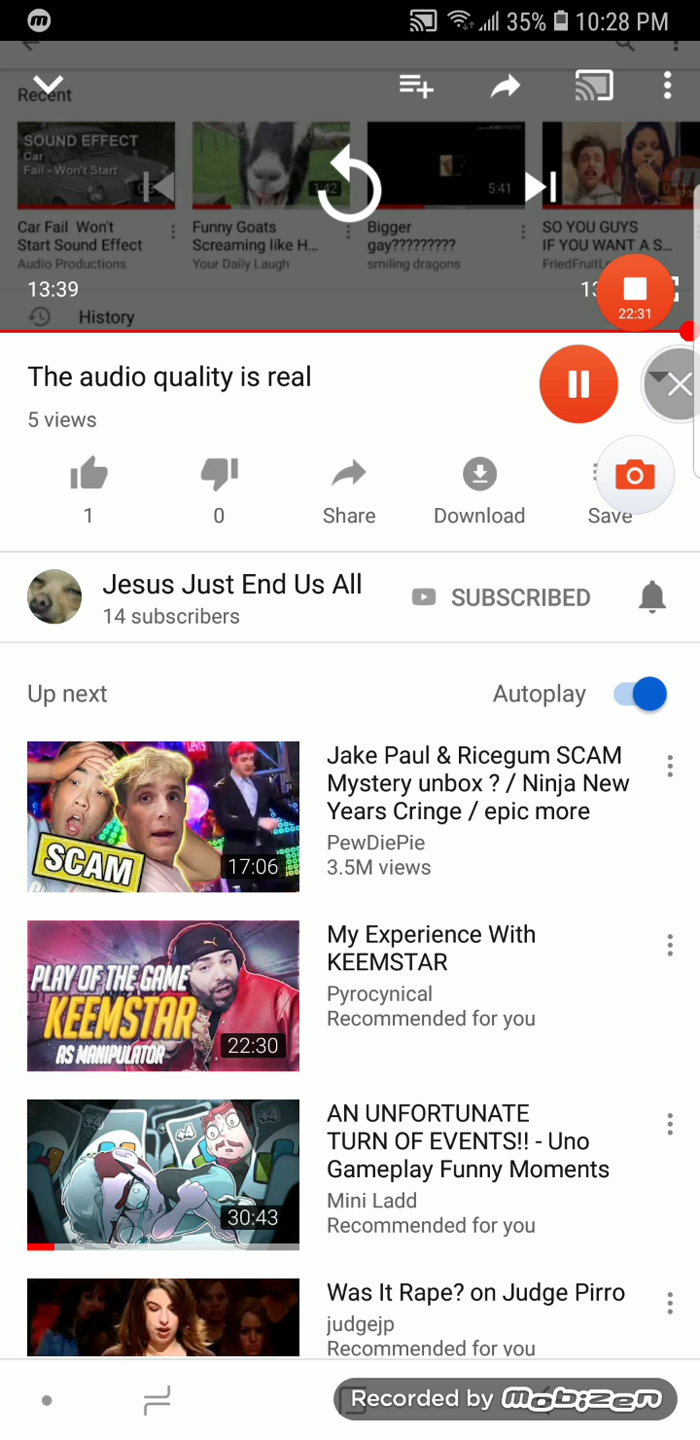 35% 10:28 PM
Recent
SOUND EFFECT
Car
Fail - Won't Start
1:42
5:41
Car Fail Won't
Start Sound Effect
Audio Productions
Funny Goats
Screaming like H...
Your Daily Laugh
Bigger
gay?????????
smiling dragons
SO YOU GUYS
IF YOU WANT A S...
13:39
22:31
History
The audio quality is real
5 views
1
0
Share
Download
Save
Jesus Just End Us All
14 subscribers
SUBSCRIBED
Up next
Autoplay
SCAM
17:06
Jake Paul & Ricegum SCAM
Mystery unbox ? / Ninja New
Years Cringe / epic more
PewDiePie
3.5M views
PLAY OF THE GAME
KEEMSTAR
AS MANIPULATOR
22:30
My Experience With
KEEMSTAR
Pyrocynical
Recommended for you
+4
+4
30:43
AN UNFORTUNATE
TURN OF EVENTS!! - Uno
Gameplay Funny Moments
Mini Ladd
Recommended for you
Was It Rape? on Judge Pirro
judgejp
Recommended for you
Recorded by mobizen